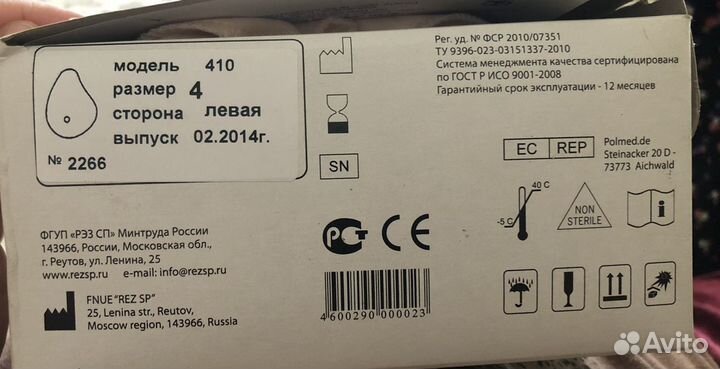 модель 410
размер 4
сторона левая
выпуск 02.2014г.
№ 2266
SN
Рег. уд. № ФСР 2010/07351
ТУ 9396-023-03151337-2010
Система менеджмента качества сертифицирована
по ГОСТ Р ИСО 9001-2008
Гарантийный срок эксплуатации - 12 месяцев
EC REP
Polmed.de
Steinacker 20 D -
73773 Aichwald
40 C
-5 C
NON
STERILE
i
ФГУП «РЭЗ СП» Минтруда России
143966, Россия, Московская обл.,
г. Реутов, ул. Ленина, 25
www.rezsp.ru e-mail: info@rezsp.ru
РСТ CE
FNUE "REZ SP"
25, Lenina str., Reutov,
Moscow region, 143966, Russia
4600290000023
Avito